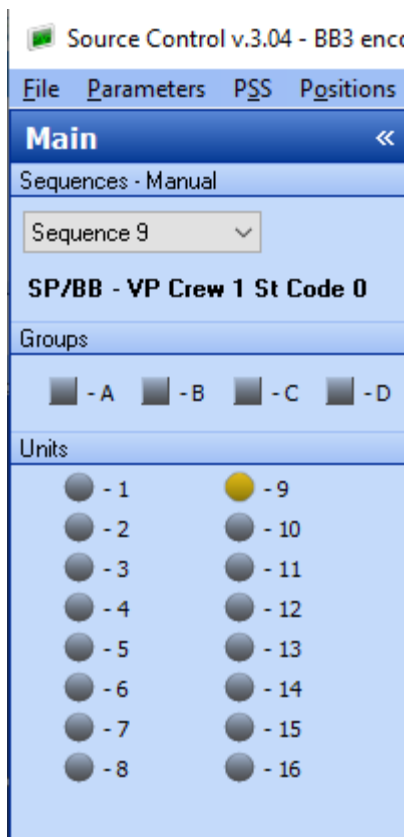 Source Control v.3.04 - BB3 enco
File Parameters PSS Positions
Main «
Sequences - Manual
Sequence 9
SP/BB - VP Crew 1 St Code 0
Groups
- A - B - C - D
Units
- 1 - 9
- 2 - 10
- 3 - 11
- 4 - 12
- 5 - 13
- 6 - 14
- 7 - 15
- 8 - 16